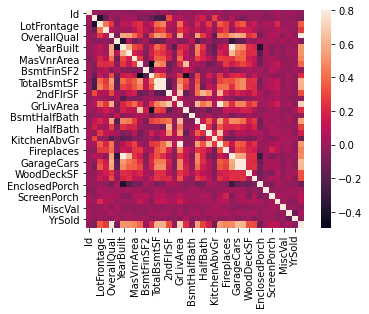 Id
LotFrontage
OverallQual
YearBuilt
MasVnrArea
BsmtFinSF2
TotalBsmtSF
2ndFlrSF
GrLivArea
BsmtHalfBath
HalfBath
KitchenAbvGr
Fireplaces
GarageCars
WoodDeckSF
EnclosedPorch
ScreenPorch
MiscVal
YrSold
Id
LotFrontage
OverallQual
YearBuilt
MasVnrArea
BsmtFinSF2
TotalBsmtSF
2ndFlrSF
GrLivArea
BsmtHalfBath
HalfBath
KitchenAbvGr
Fireplaces
GarageCars
WoodDeckSF
EnclosedPorch
ScreenPorch
MiscVal
YrSold
0.8
0.6
0.4
0.2
0.0
−0.2
−0.4